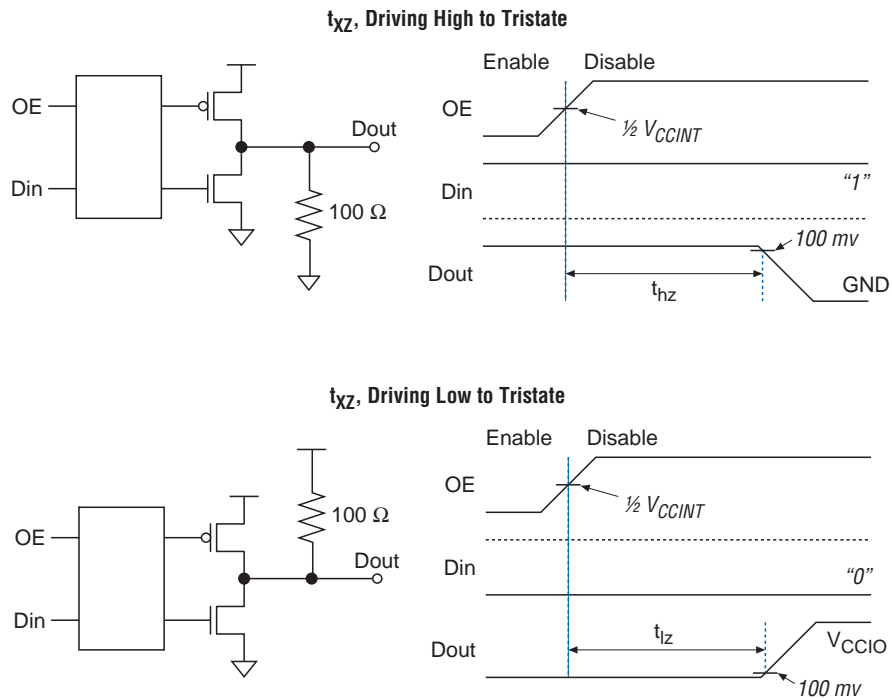 tXZ, Driving High to Tristate
Enable Disable
OE
Dout
OE
½ VCCINT
Din
100 Ω
Din
“1”
Dout
100 mv
thz
GND
tXZ, Driving Low to Tristate
Enable Disable
OE
100 Ω
½ VCCINT
OE
Dout
Din
“0”
Din
Dout
tlz
VCCIO
100 mv